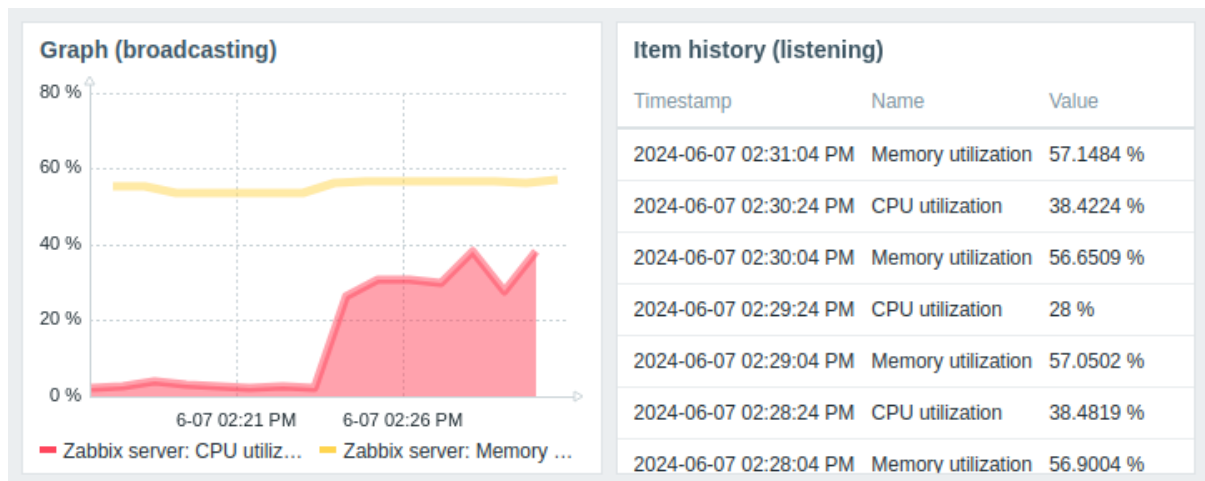 Graph (broadcasting)
80 %
60 %
40 %
20 %
0 %
6-07 02:21 PM 6-07 02:26 PM
Zabbix server: CPU utiliz... Zabbix server: Memory ...
Item history (listening)
Timestamp Name Value
2024-06-07 02:31:04 PM Memory utilization 57.1484 %
2024-06-07 02:30:24 PM CPU utilization 38.4224 %
2024-06-07 02:30:04 PM Memory utilization 56.6509 %
2024-06-07 02:29:24 PM CPU utilization 28 %
2024-06-07 02:29:04 PM Memory utilization 57.0502 %
2024-06-07 02:28:24 PM CPU utilization 38.4819 %
2024-06-07 02:28:04 PM Memory utilization 56.9004 %